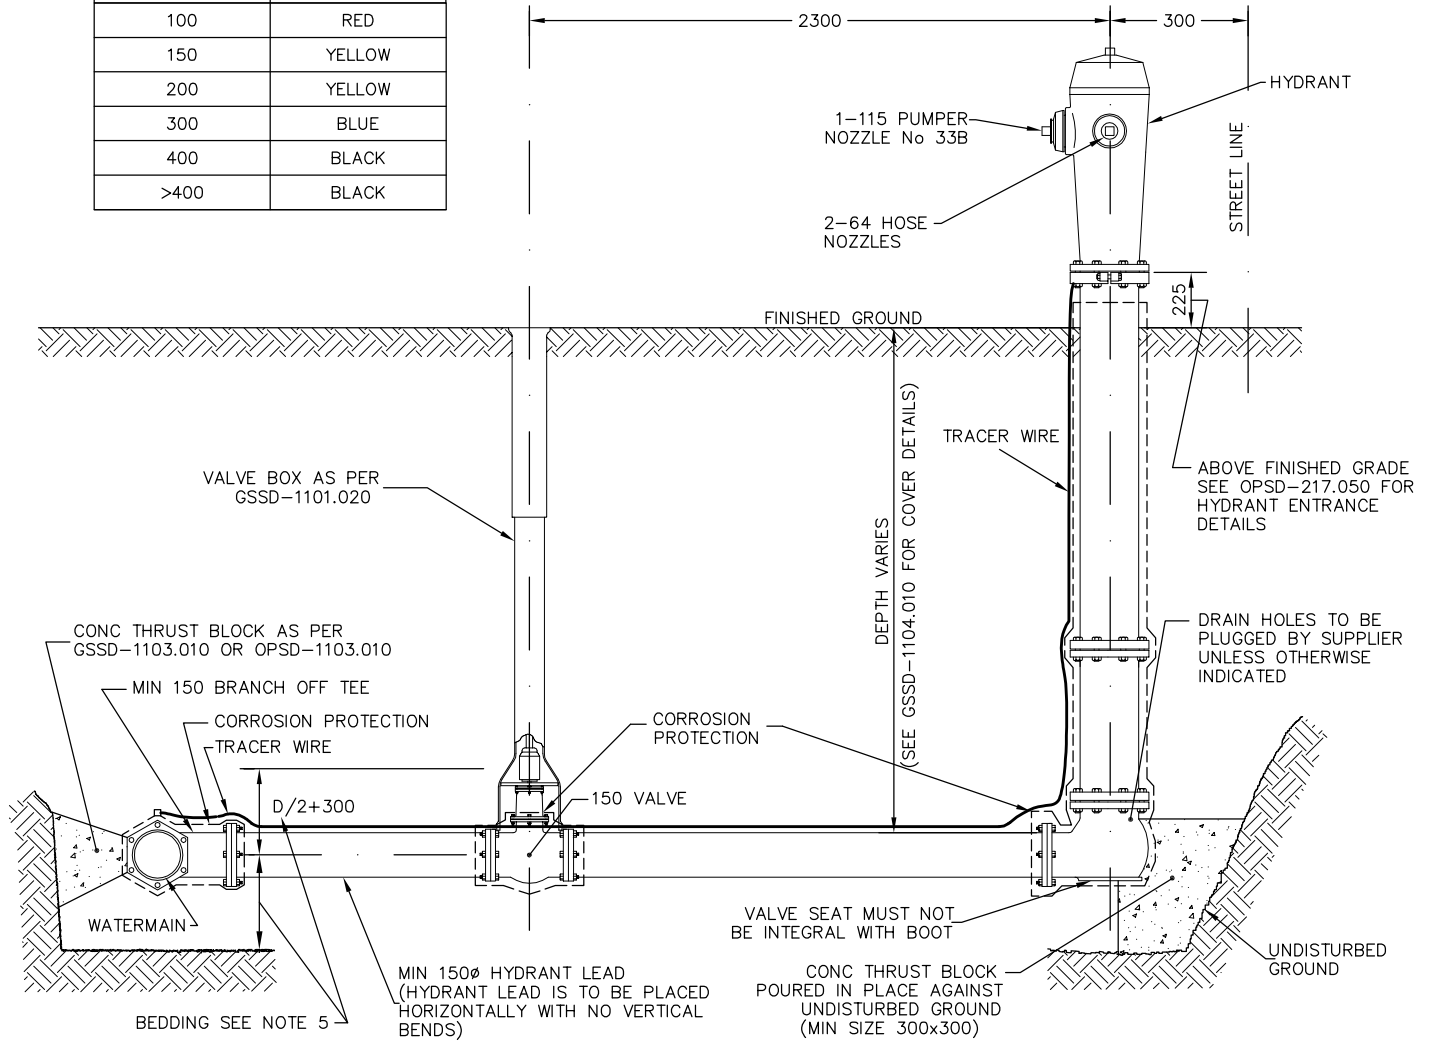 100 RED
150 YELLOW
200 YELLOW
300 BLUE
400 BLACK
>400 BLACK
2300
300
HYDRANT
1-115 PUMPER
NOZZLE No 33B
STREET LINE
2-64 HOSE
NOZZLES
225
FINISHED GROUND
DEPTH VARIES
(SEE GSSD-1104.010 FOR COVER DETAILS)
TRACER WIRE
VALVE BOX AS PER
GSSD-1101.020
ABOVE FINISHED GRADE
SEE OPSD-217.050 FOR
HYDRANT ENTRANCE
DETAILS
CONC THRUST BLOCK AS PER
GSSD-1103.010 OR OPSD-1103.010
DRAIN HOLES TO BE
PLUGGED BY SUPPLIER
UNLESS OTHERWISE
INDICATED
MIN 150 BRANCH OFF TEE
CORROSION PROTECTION
TRACER WIRE
CORROSION
PROTECTION
D/2+300
150 VALVE
WATERMAIN
VALVE SEAT MUST NOT
BE INTEGRAL WITH BOOT
UNDISTURBED
GROUND
MIN 150ø HYDRANT LEAD
(HYDRANT LEAD IS TO BE PLACED
HORIZONTALLY WITH NO VERTICAL
BENDS)
CONC THRUST BLOCK
POURED IN PLACE AGAINST
UNDISTURBED GROUND
(MIN SIZE 300x300)
BEDDING SEE NOTE 5